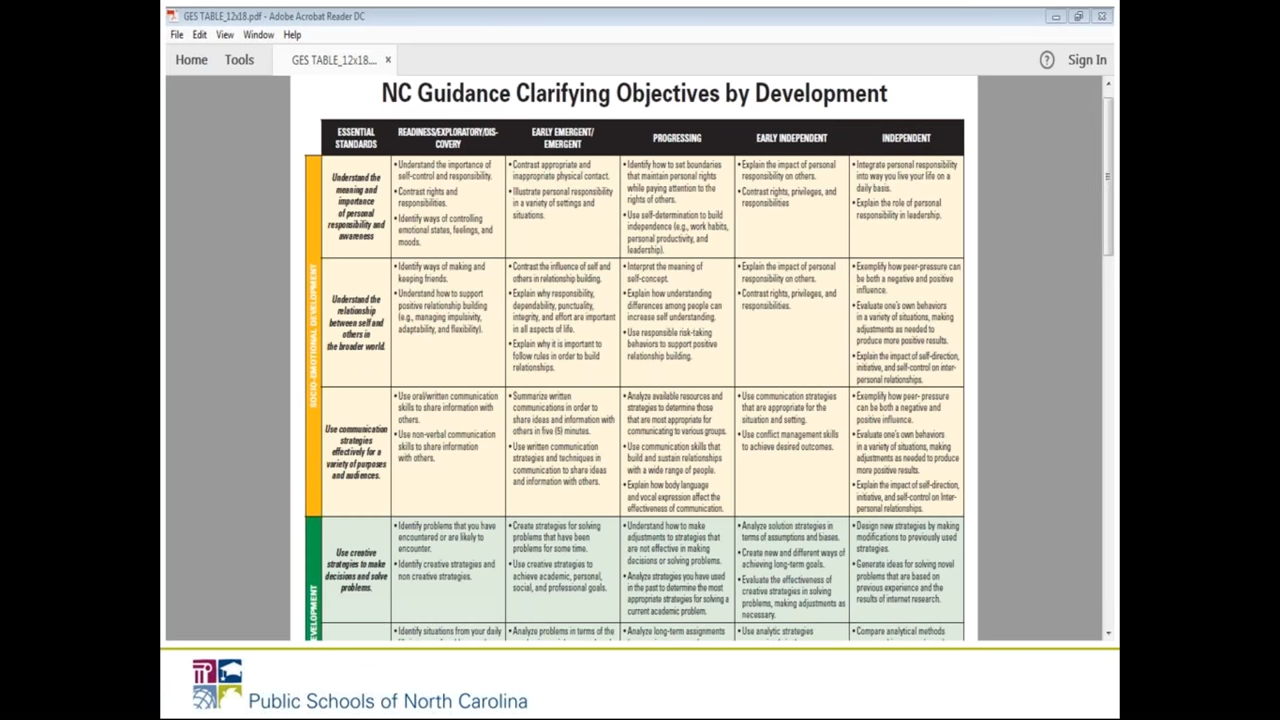 GES TABLE_12x18.pdf - Adobe Acrobat Reader DC
File Edit View Window Help
Home Tools GES TABLE_12x18.... × ? Sign In
NC Guidance Clarifying Objectives by Development
ESSENTIAL
STANDARDS
READINESS/EXPLORATORY/DIS-
COVERY
EARLY EMERGENT/
EMERGENT
PROGRESSING
EARLY INDEPENDENT
INDEPENDENT
SOCIO-EMOTIONAL DEVELOPMENT
Understand the
meaning and
importance
of personal
responsibility and
awareness
• Understand the importance of
self-control and responsibility.
• Contrast rights and
responsibilities.
• Identify ways of controlling
emotional states, feelings, and
moods.
• Contrast appropriate and
inappropriate physical contact.
• Illustrate personal responsibility
in a variety of settings and
situations.
• Identify how to set boundaries
that maintain personal rights
while paying attention to the
rights of others.
• Use self-determination to build
independence (e.g., work habits,
personal productivity, and
leadership).
• Explain the impact of personal
responsibility on others.
• Contrast rights, privileges, and
responsibilities
• Integrate personal responsibility
into way you live your life on a
daily basis.
• Explain the role of personal
responsibility in leadership.
Understand the
relationship
between self and
others in
the broader world.
• Identify ways of making and
keeping friends.
• Understand how to support
positive relationship building
(e.g., managing impulsivity,
adaptability, and flexibility).
• Contrast the influence of self and
others in relationship building.
• Explain why responsibility,
dependability, punctuality,
integrity, and effort are important
in all aspects of life.
• Explain why it is important to
follow rules in order to build
relationships.
• Interpret the meaning of
self-concept.
• Explain how understanding
differences among people can
increase self understanding.
• Use responsible risk-taking
behaviors to support positive
relationship building.
• Explain the impact of personal
responsibility on others.
• Contrast rights, privileges, and
responsibilities.
• Exemplify how peer-pressure can
be both a negative and positive
influence.
• Evaluate one's own behaviors
in a variety of situations, making
adjustments as needed to
produce more positive results.
• Explain the impact of self-direction,
initiative, and self-control on inter-
personal relationships.
Use communication
strategies
effectively for a
variety of purposes
and audiences.
• Use oral/written communication
skills to share information with
others.
• Use non-verbal communication
skills to share information
with others.
• Summarize written
communications in order to
share ideas and information with
others in five (5) minutes.
• Use written communication
strategies and techniques in
communication to share ideas
and information with others.
• Analyze available resources and
strategies to determine those
that are most appropriate for
communicating to various groups.
• Use communication skills that
build and sustain relationships
with a wide range of people.
• Explain how body language
and vocal expression affect the
effectiveness of communication.
• Use communication strategies
that are appropriate for the
situation and setting.
• Use conflict management skills
to achieve desired outcomes.
• Exemplify how peer- pressure
can be both a negative and
positive influence.
• Evaluate one's own behaviors
in a variety of situations, making
adjustments as needed to produce
more positive results.
• Explain the impact of self-direction,
initiative, and self-control on Inter-
personal relationships.
EVELOPMENT
Use creative
strategies to make
decisions and solve
problems.
• Identify problems that you have
encountered or are likely to
encounter.
• Identify creative strategies and
non creative strategies.
• Create strategies for solving
problems that have been
problems for some time.
• Use creative strategies to
achieve academic, personal,
social, and professional goals.
• Understand how to make
adjustments to strategies that
are not effective in making
decisions or solving problems.
• Analyze strategies you have used
in the past to determine the most
appropriate strategies for solving a
current academic problem.
• Analyze solution strategies in
terms of assumptions and biases.
• Create new and different ways of
achieving long-term goals.
• Evaluate the effectiveness of
creative strategies in solving
problems, making adjustments as
necessary.
• Design new strategies by making
modifications to previously used
strategies.
• Generate ideas for solving novel
problems that are based on
previous experience and the
results of internet research.
• Identify situations from your daily
• Analyze problems in terms of the
• Analyze long-term assignments
• Use analytic strategies
• Compare analytical methods
Public Schools of North Carolina